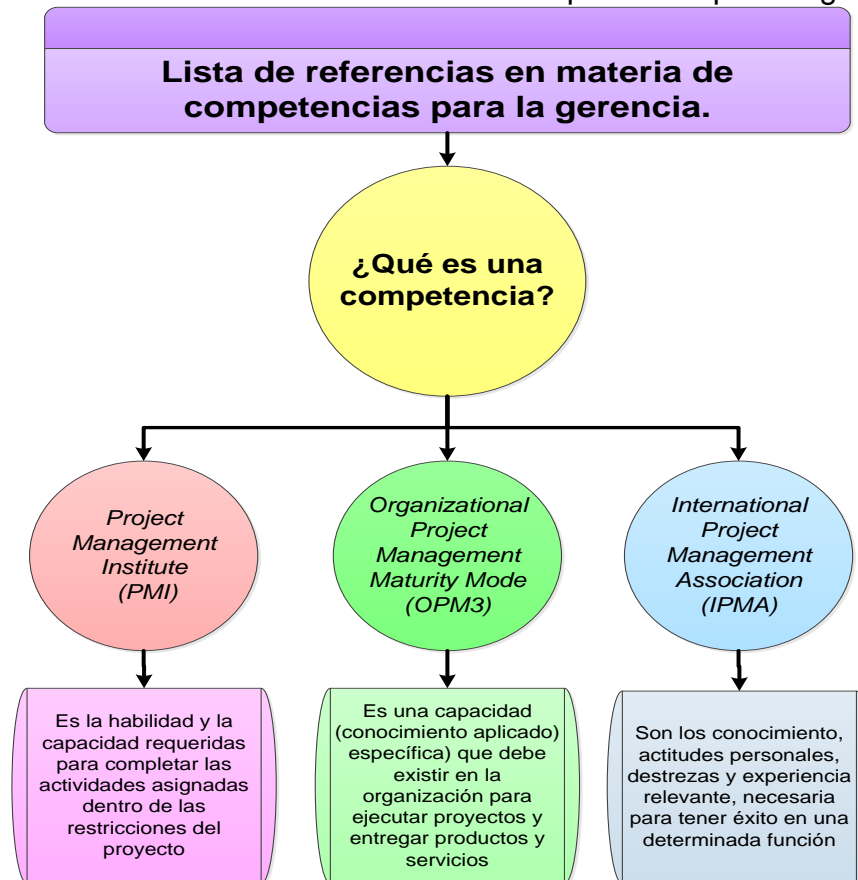 Lista de referencias en materia de
competencias para la gerencia.
¿Qué es una
competencia?
Project
Management
Institute
(PMI)
Organizational
Project
Management
Maturity Mode
(OPM3)
International
Project
Management
Association
(IPMA)
Es la habilidad y la
capacidad requeridas
para completar las
actividades asignadas
dentro de las
restricciones del
proyecto
Es una capacidad
(conocimiento aplicado)
específica) que debe
existir en la
organización para
ejecutar proyectos y
entregar productos y
servicios
Son los conocimiento,
actitudes personales,
destrezas y experiencia
relevante, necesaria
para tener éxito en una
determinada función